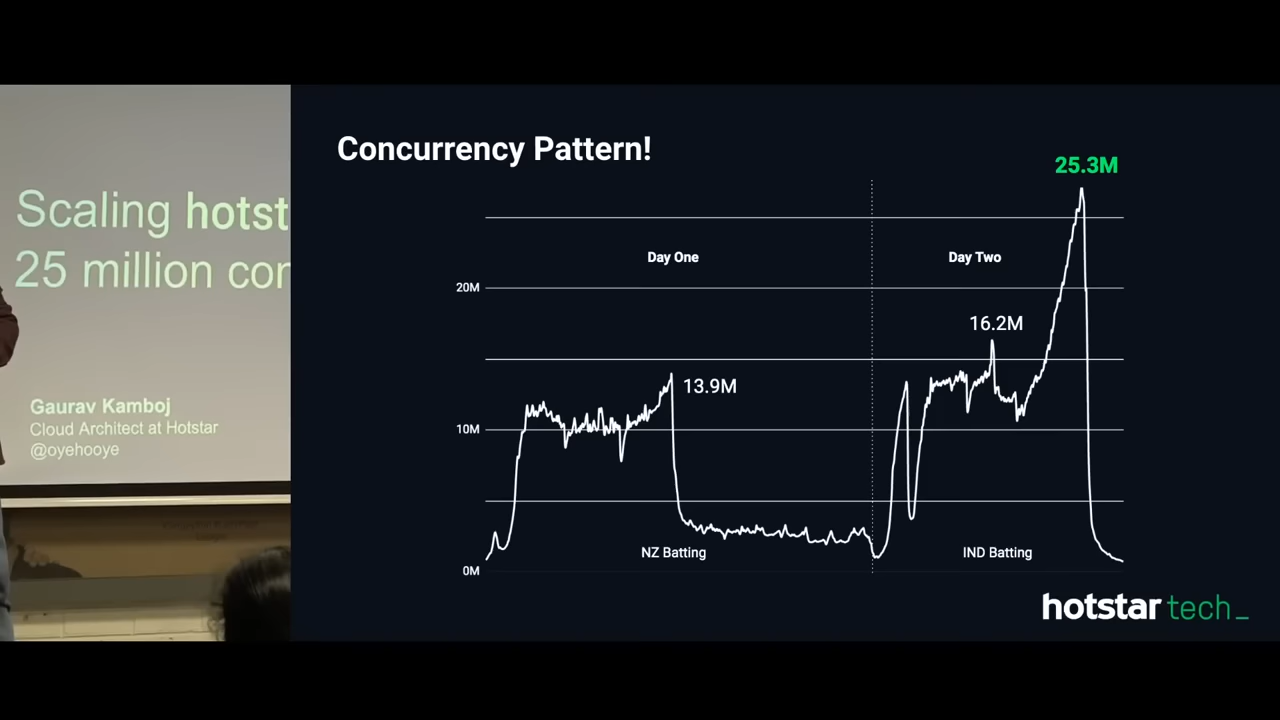 Scaling hotst
25 million cor
Gaurav Kamboj
Cloud Architect at Hotstar
@oyehooye
Concurrency Pattern!
25.3M
Day One
Day Two
20M
16.2M
13.9M
10M
NZ Batting
IND Batting
0M
hotstar tech_